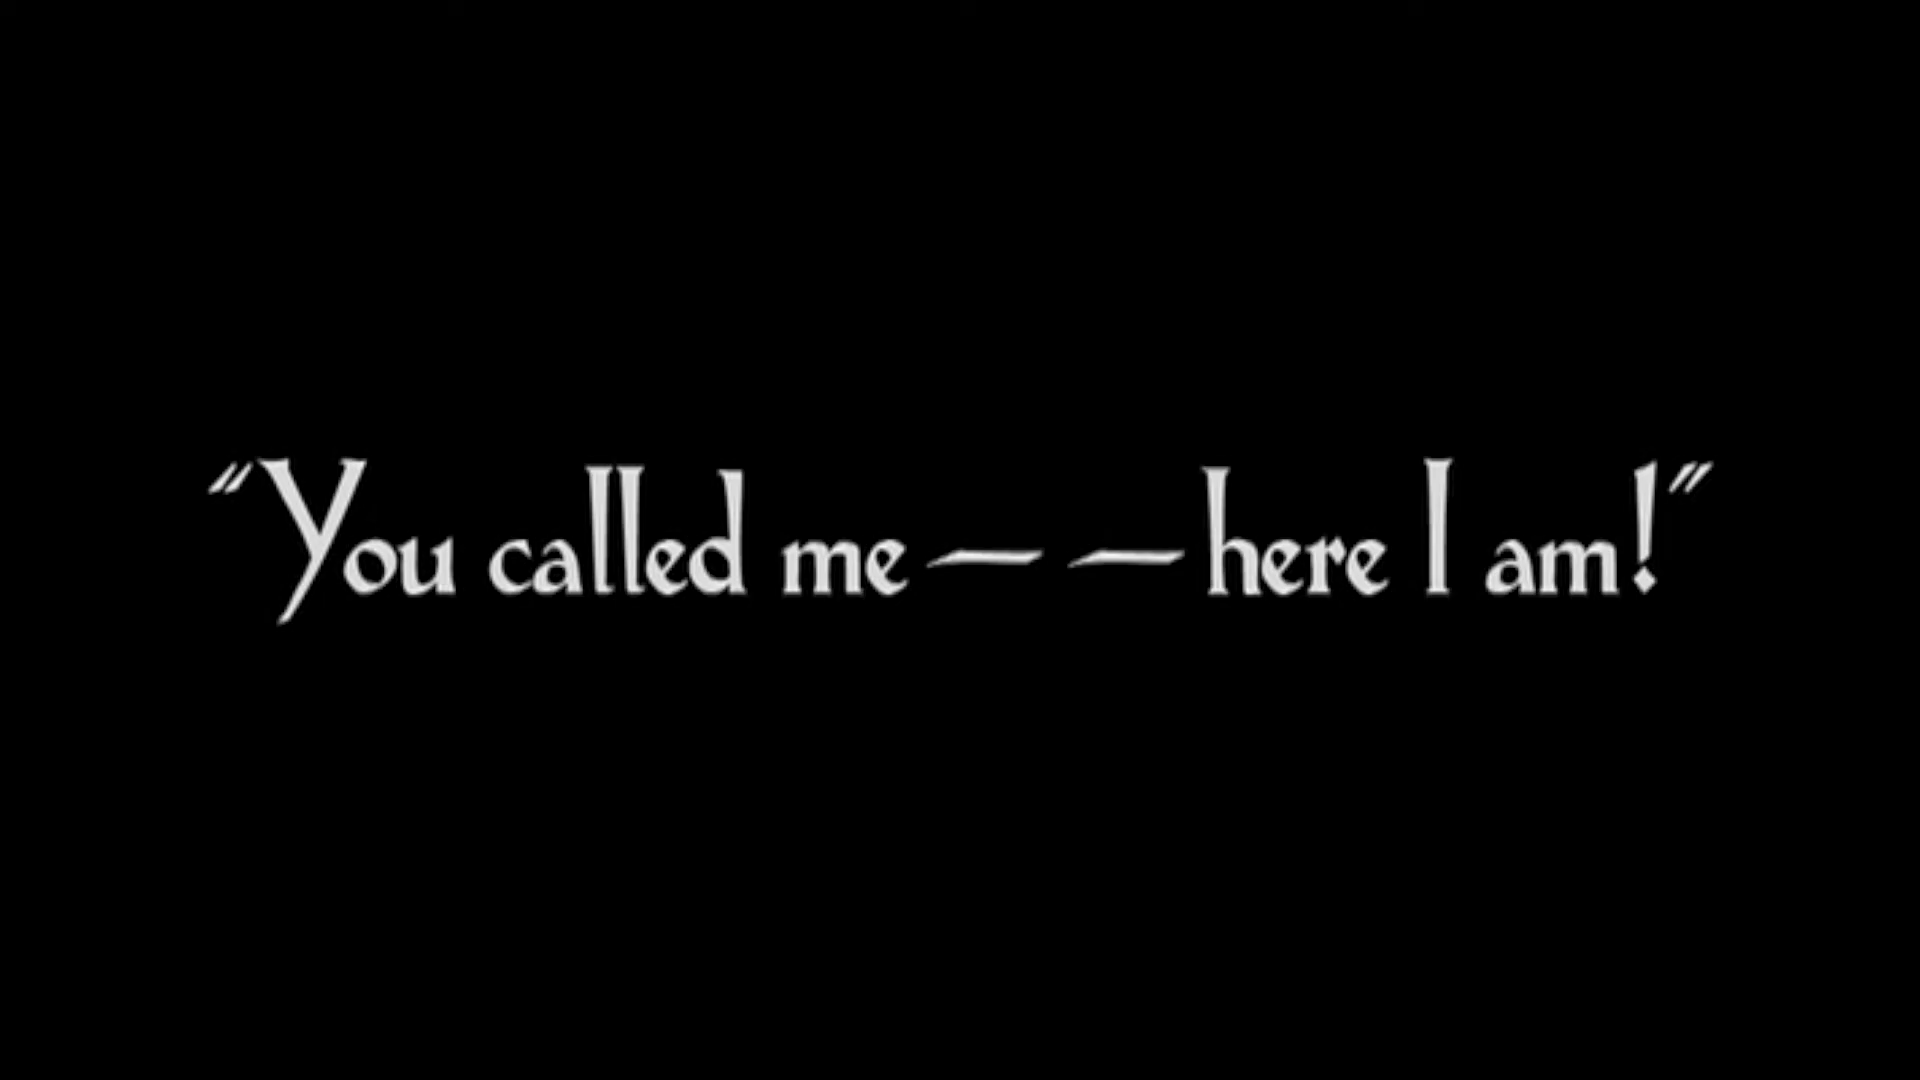 "You called me — — here I am!"